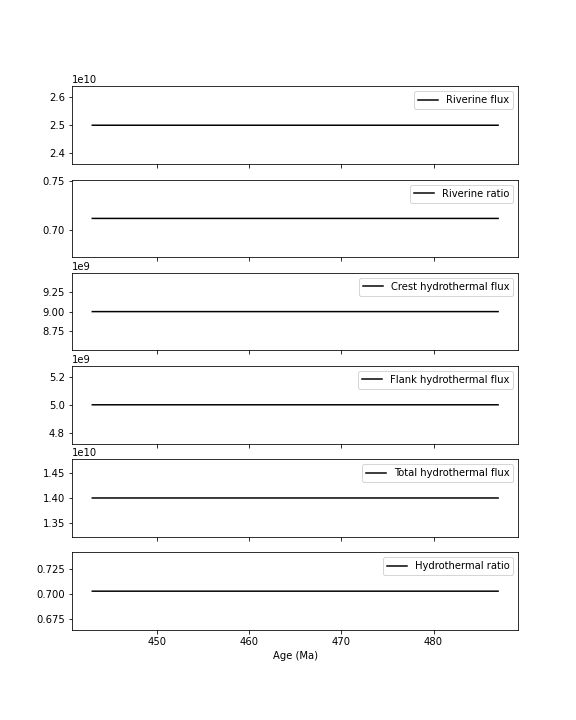 1e10
2.6
Riverine flux
2.5
2.4
0.75
Riverine ratio
0.70
1e9
9.25
Crest hydrothermal flux
9.00
8.75
1e9
5.2
Flank hydrothermal flux
5.0
4.8
1e10
1.45
Total hydrothermal flux
1.40
1.35
0.725
Hydrothermal ratio
0.700
0.675
450 460 470 480
Age (Ma)